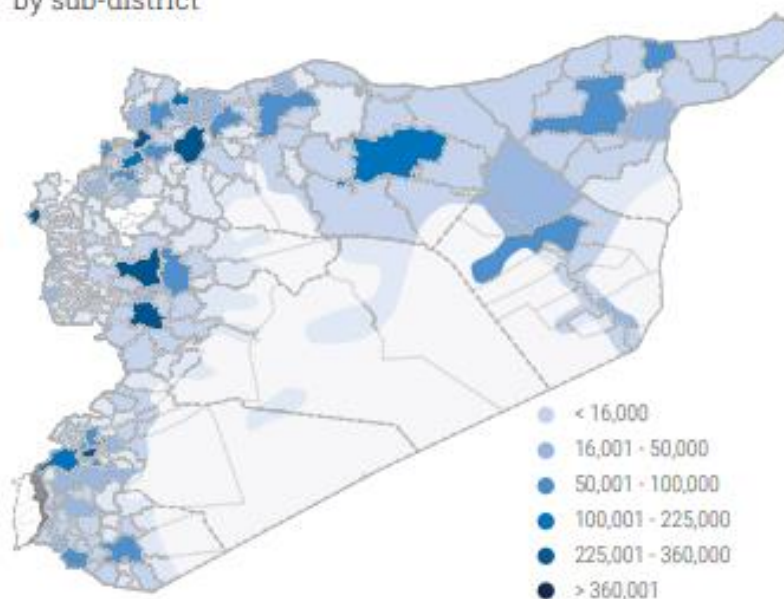 by sub-district
< 16,000
16,001 - 50,000
50,001 - 100,000
100,001 - 225,000
225,001 - 360,000
> 360,001